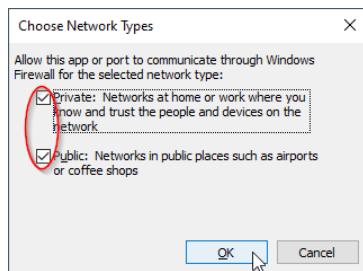 Choose Network Types
Allow this app or port to communicate through Windows
Firewall for the selected network type:
Private: Networks at home or work where you
know and trust the people and devices on the
network
Public: Networks in public places such as airports
or coffee shops
OK
Cancel